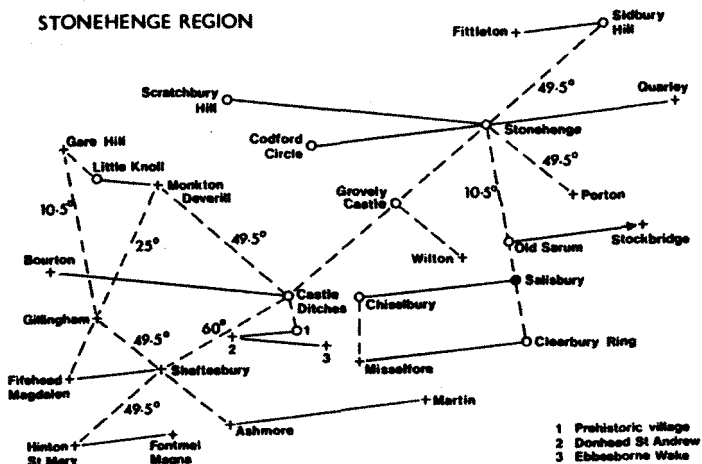 STONEHENGE REGION
Sidbury
Hill
Fittleton
49·5°
Quarley
Scratchbury
Hill
Stonehenge
Codford
Circle
49·5°
Gare Hill
Little Knoll
Monkton
Deverill
Grovely
Castle
10·5°
Porton
10·5°
25°
49·5°
Stockbridge
Old Sarum
Wilton
Bourton
Salisbury
Castle
Ditches
Chiselbury
Gillingham
60°
1
49·5°
2
3
Clearbury Ring
Shaftesbury
Misselfore
Fifehead
Magdalen
49·5°
Martin
Ashmore
Hinton
St Mary
Fontmel
Magna
1 Prehistoric village
2 Donhead St Andrew
3 Ebbesborne Wake